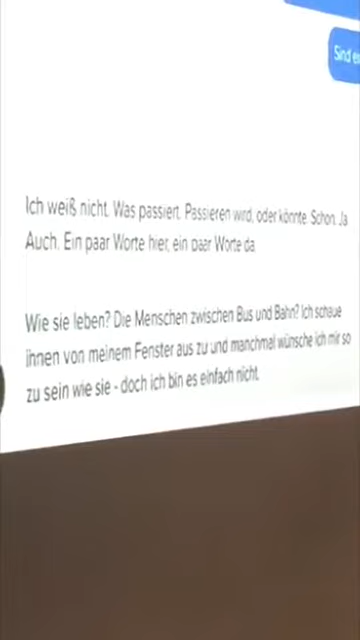 Sind
Ich weiß nicht. Was passiert. Passieren wird, oder könnte. Schon. Ja
Auch. Ein paar Worte hier, ein paar Worte da.
Wie sie leben? Die Menschen zwischen Bus und Bahn? Ich schaue
ihnen von meinem Fenster aus zu und manchmal wünsche ich mir so
zu sein wie sie - doch ich bin es einfach nicht.